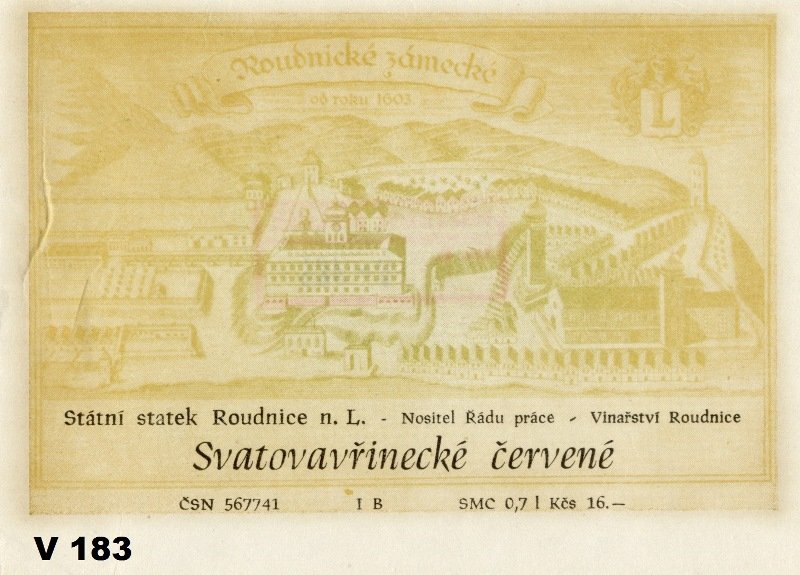 Roudnické zámecké
od roku 1603
L
Státní statek Roudnice n. L. - Nositel Řádu práce - Vinařství Roudnice
Svatovavřinecké červené
ČSN 567741 I B SMC 0,7 l Kčs 16.—
V 183